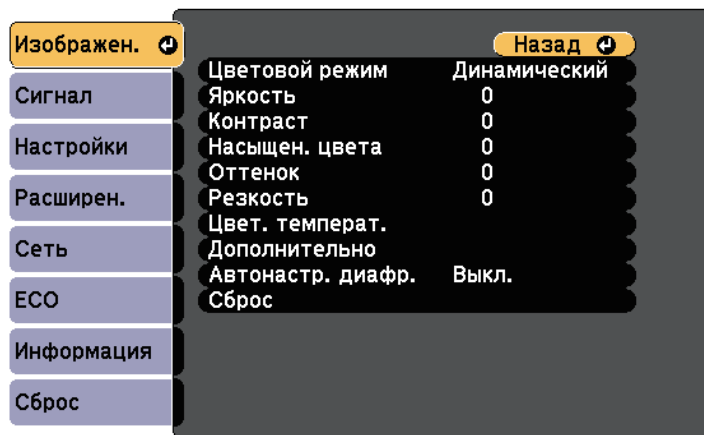 Изображен.
Сигнал
Настройки
Расширен.
Сеть
ECO
Информация
Сброс
Назад
Цветовой режим Динамический
Яркость 0
Контраст 0
Насыщен. цвета 0
Оттенок 0
Резкость 0
Цвет. температ.
Дополнительно
Автонастр. диафр. Выкл.
Сброс